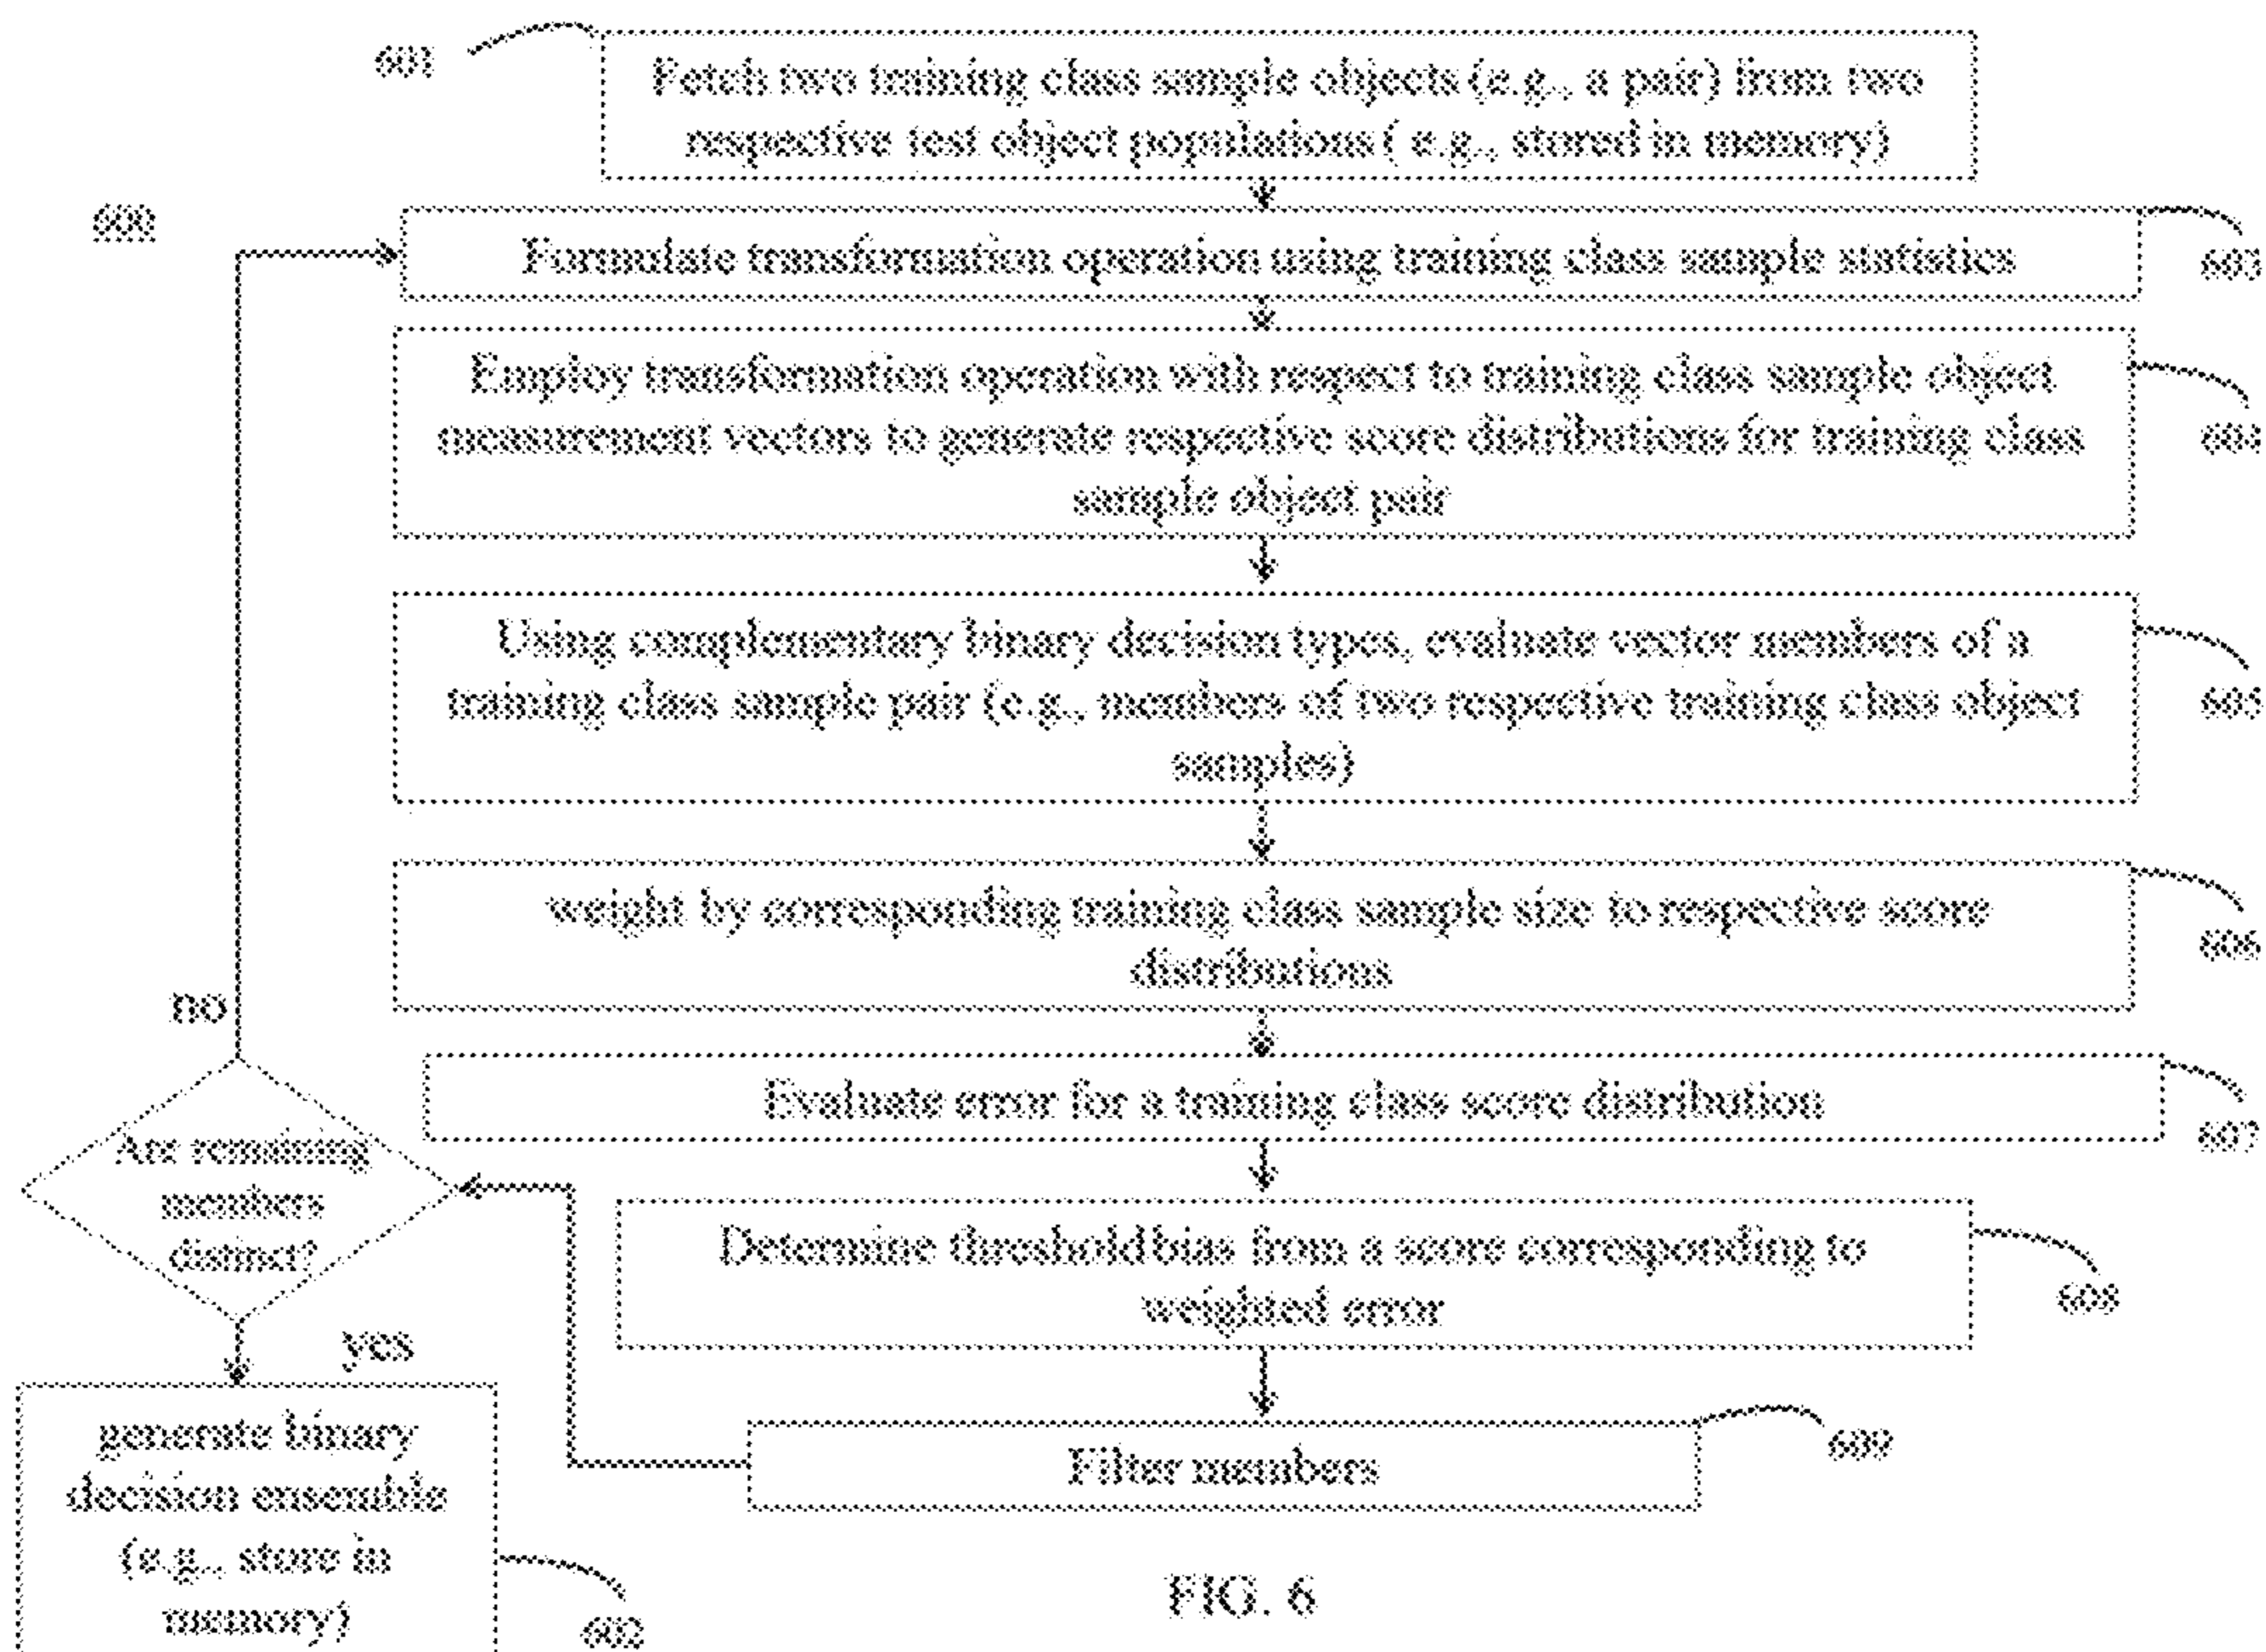 601
Fetch two training class sample objects (e.g., a pair) from two
respective test object populations ( e.g., stored in memory)
600
Formulate transformation operation using training class sample statistics
603
Employ transformation operation with respect to training class sample object
measurement vectors to generate respective score distributions for training class
sample object pair
604
Using complementary binary decision types, evaluate vector members of a
training class sample pair (e.g., members of two respective training class object
samples)
605
weight by corresponding training class sample size to respective score
distributions
606
no
Evaluate error for a training class score distribution
607
Are remaining
members
distinct?
Determine threshold bias from a score corresponding to
weighted error
608
yes
generate binary
decision ensemble
(e.g., store in
memory)
602
Filter members
609
FIG. 6